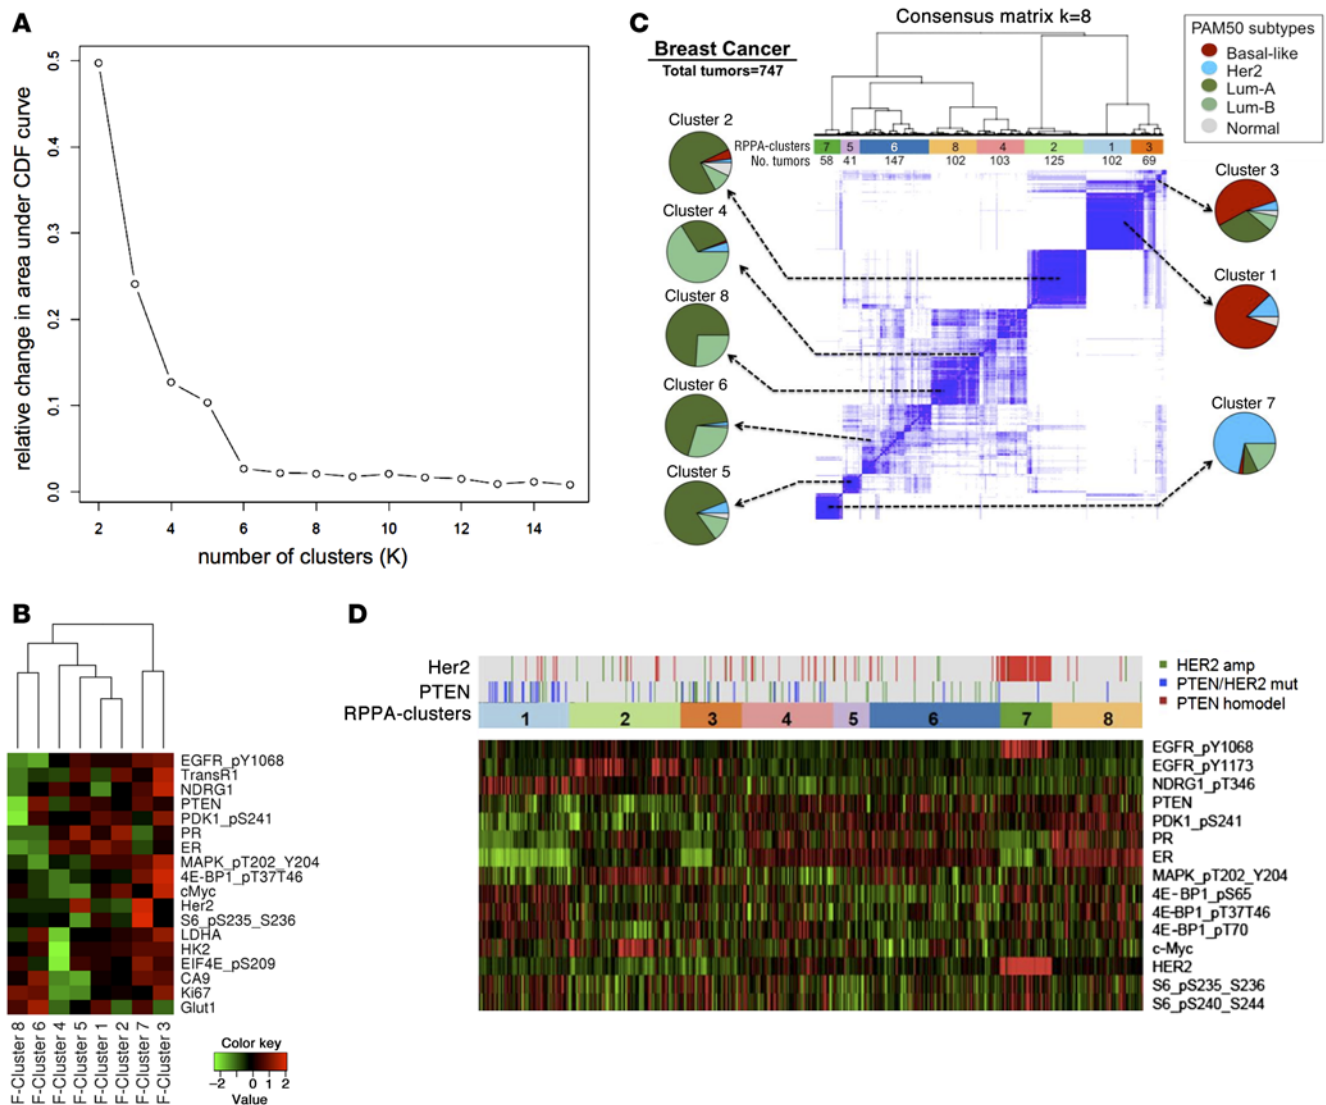 A
relative change in area under CDF curve
0.5
0.4
0.3
0.2
0.1
0.0
2 4 6 8 10 12 14
number of clusters (K)
C
Consensus matrix k=8
Breast Cancer
Total tumors=747
PAM50 subtypes
Basal-like
Her2
Lum-A
Lum-B
Normal
RPPA-clusters 7 5 6 8 4 2 1 3
No. tumors 58 41 147 102 103 125 102 69
Cluster 2
Cluster 4
Cluster 8
Cluster 6
Cluster 5
Cluster 3
Cluster 1
Cluster 7
B
EGFR_pY1068
TransR1
NDRG1
PTEN
PDK1_pS241
PR
ER
MAPK_pT202_Y204
4E-BP1_pT37T46
cMyc
Her2
S6_pS235_S236
LDHA
HK2
EIF4E_pS209
CA9
Ki67
Glut1
F-Cluster 8
F-Cluster 6
F-Cluster 4
F-Cluster 5
F-Cluster 1
F-Cluster 2
F-Cluster 7
F-Cluster 3
Color key
−2 0 1 2
Value
D
Her2
PTEN
RPPA-clusters 1 2 3 4 5 6 7 8
HER2 amp
PTEN/HER2 mut
PTEN homodel
EGFR_pY1068
EGFR_pY1173
NDRG1_pT346
PTEN
PDK1_pS241
PR
ER
MAPK_pT202_Y204
4E-BP1_pS65
4E-BP1_pT37T46
4E-BP1_pT70
c-Myc
HER2
S6_pS235_S236
S6_pS240_S244